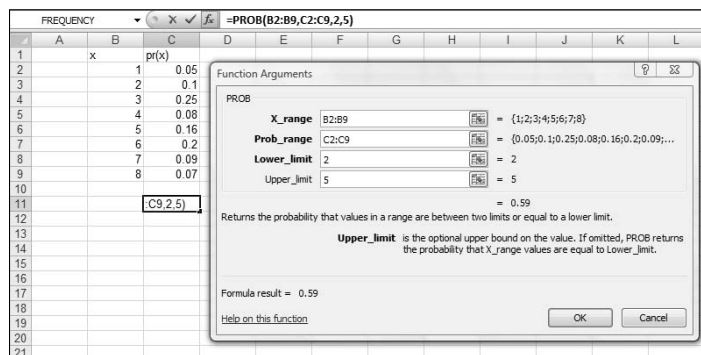 FREQUENCY fx =PROB(B2:B9,C2:C9,2,5)
A B C D E F G H I J K L
1 x pr(x)
2 1 0.05
3 2 0.1
4 3 0.25
5 4 0.08
6 5 0.16
7 6 0.2
8 7 0.09
9 8 0.07
10
11 :C9,2,5)
12
13
14
15
16
17
18
19
20
21
Function Arguments
PROB
X_range B2:B9 = {1;2;3;4;5;6;7;8}
Prob_range C2:C9 = {0.05;0.1;0.25;0.08;0.16;0.2;0.09;...
Lower_limit 2 = 2
Upper_limit 5 = 5
= 0.59
Returns the probability that values in a range are between two limits or equal to a lower limit.
Upper_limit is the optional upper bound on the value. If omitted, PROB returns
the probability that X_range values are equal to Lower_limit.
Formula result = 0.59
Help on this function OK Cancel